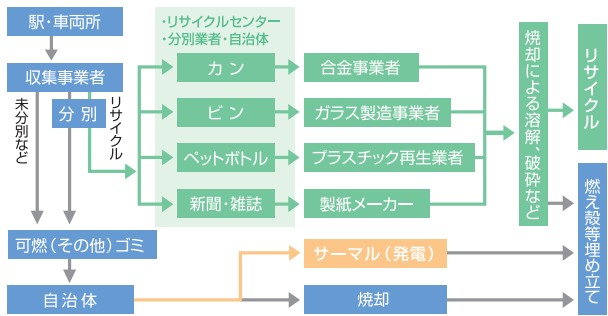 駅・車両所
収集事業者
分別
未分別など
リサイクル
・リサイクルセンター
・分別業者・自治体
カン
ビン
ペットボトル
新聞・雑誌
合金事業者
ガラス製造事業者
プラスチック再生業者
製紙メーカー
焼却による溶解、破砕など
リサイクル
燃え殻等埋め立て
可燃(その他)ゴミ
サーマル(発電)
自治体
焼却